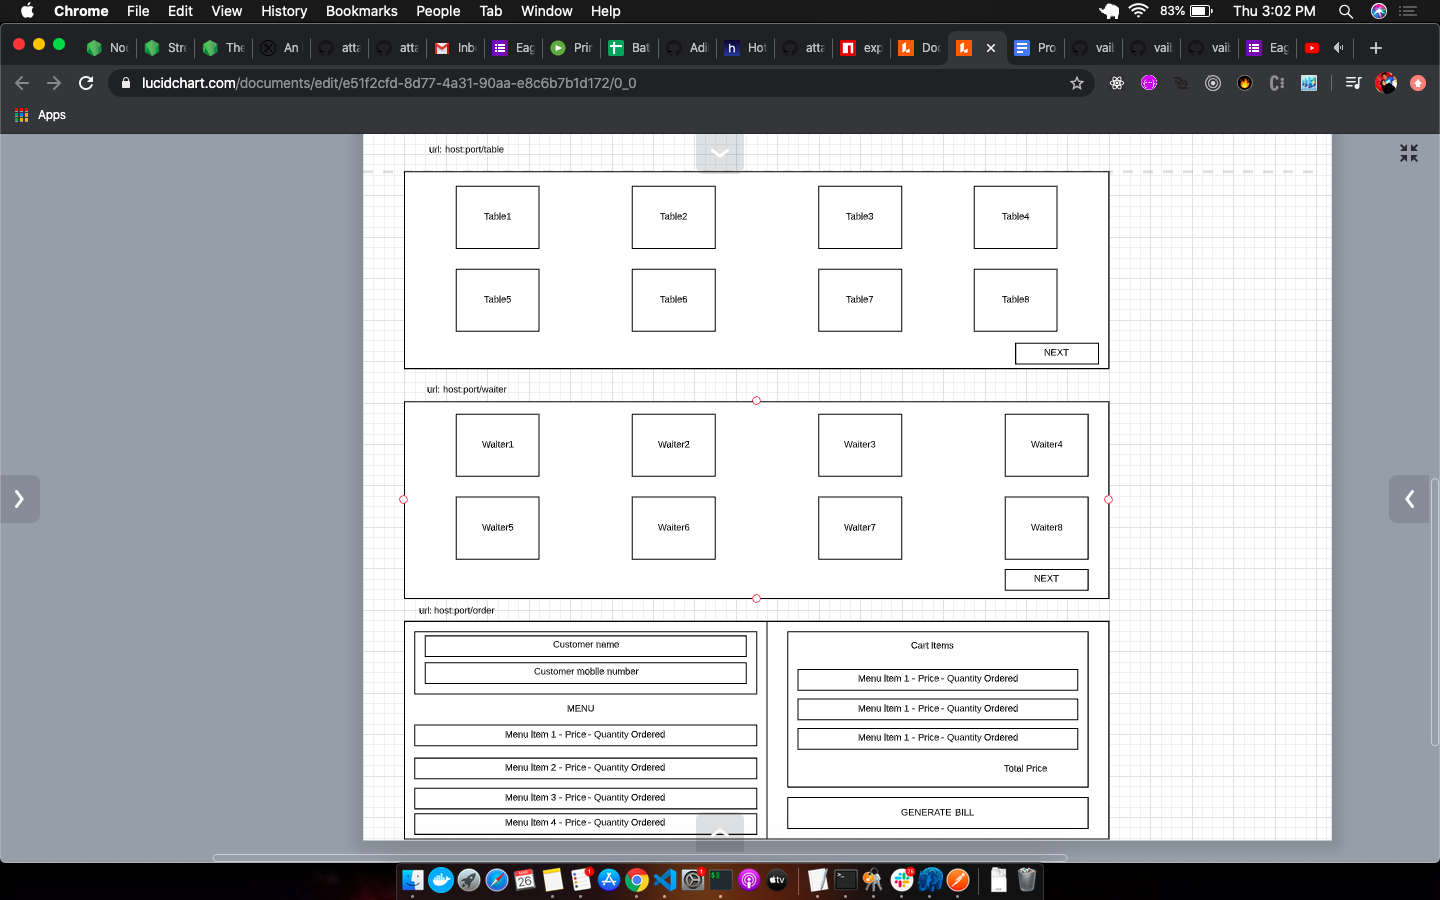 Chrome File Edit View History Bookmarks People Tab Window Help 83% Thu 3:02 PM
No Str The An atta atta Inb Eag Prir Bat Adi Hot atta exp Doc Pro vail vail vail Eag
lucidchart.com/documents/edit/e51f2cfd-8d77-4a31-90aa-e8c6b7b1d172/0_0
Apps
url: host:port/table
Table1 Table2 Table3 Table4
Table5 Table6 Table7 Table8
NEXT
url: host:port/waiter
Waiter1 Waiter2 Waiter3 Waiter4
Waiter5 Waiter6 Waiter7 Waiter8
NEXT
url: host:port/order
Customer name
Customer mobile number
MENU
Menu Item 1 - Price - Quantity Ordered
Menu Item 2 - Price - Quantity Ordered
Menu Item 3 - Price - Quantity Ordered
Menu Item 4 - Price - Quantity Ordered
Cart Items
Menu Item 1 - Price - Quantity Ordered
Menu Item 1 - Price - Quantity Ordered
Menu Item 1 - Price - Quantity Ordered
Total Price
GENERATE BILL
MAR
26
tv